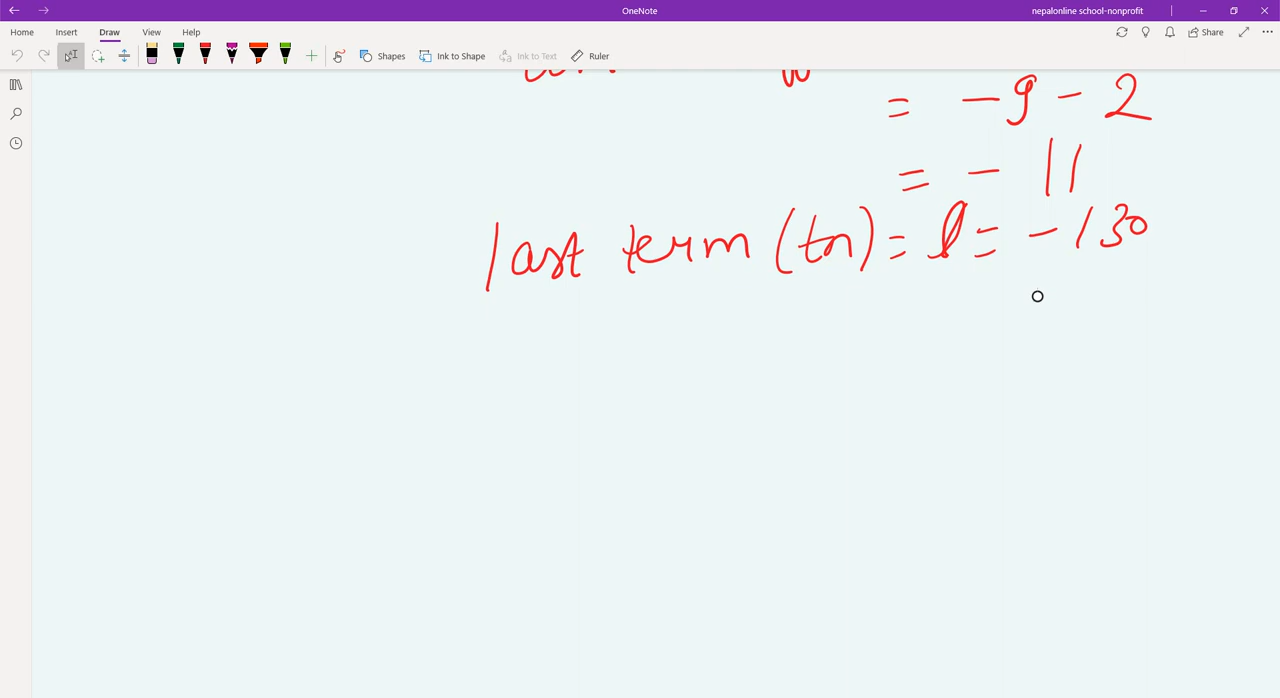 OneNote
nepalonline school-nonprofit
Home Insert Draw View Help
Share
Shapes Ink to Shape Ink to Text Ruler
= -9 - 2
= - 11
last term (tn) = l = -130